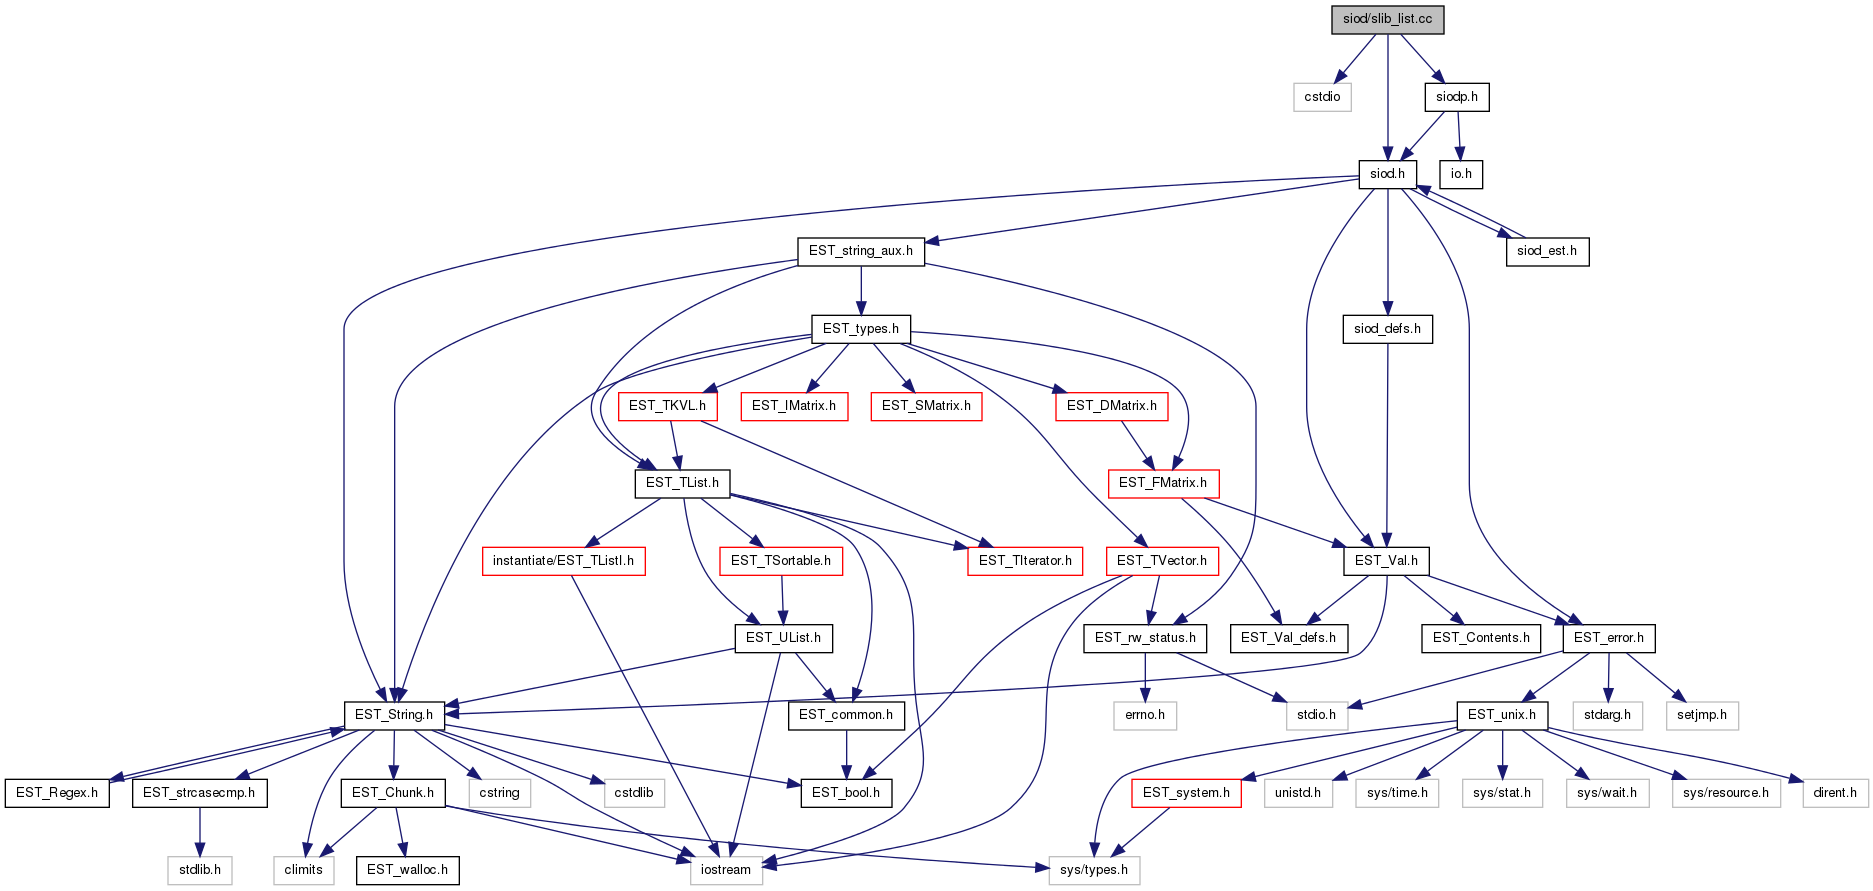 siod/slib_list.cc
cstdio
siodp.h
siod.h
io.h
EST_string_aux.h
siod_est.h
EST_types.h
siod_defs.h
EST_TKVL.h
EST_IMatrix.h
EST_SMatrix.h
EST_DMatrix.h
EST_TList.h
EST_FMatrix.h
instantiate/EST_TListI.h
EST_TSortable.h
EST_TIterator.h
EST_TVector.h
EST_Val.h
EST_UList.h
EST_rw_status.h
EST_Val_defs.h
EST_Contents.h
EST_error.h
EST_String.h
EST_common.h
errno.h
stdio.h
EST_unix.h
stdarg.h
setjmp.h
EST_Regex.h
EST_strcasecmp.h
EST_Chunk.h
cstring
cstdlib
EST_bool.h
EST_system.h
unistd.h
sys/time.h
sys/stat.h
sys/wait.h
sys/resource.h
dirent.h
stdlib.h
climits
EST_walloc.h
iostream
sys/types.h